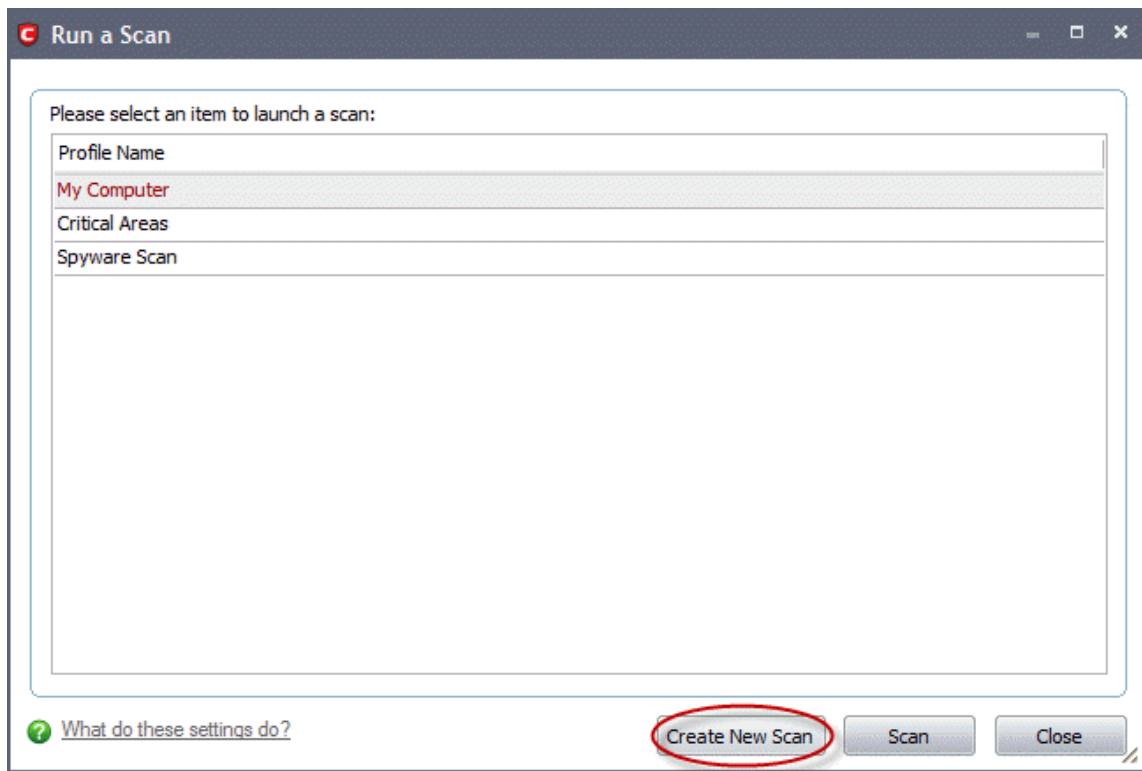 Run a Scan
Please select an item to launch a scan:
Profile Name
My Computer
Critical Areas
Spyware Scan
What do these settings do?
Create New Scan
Scan
Close